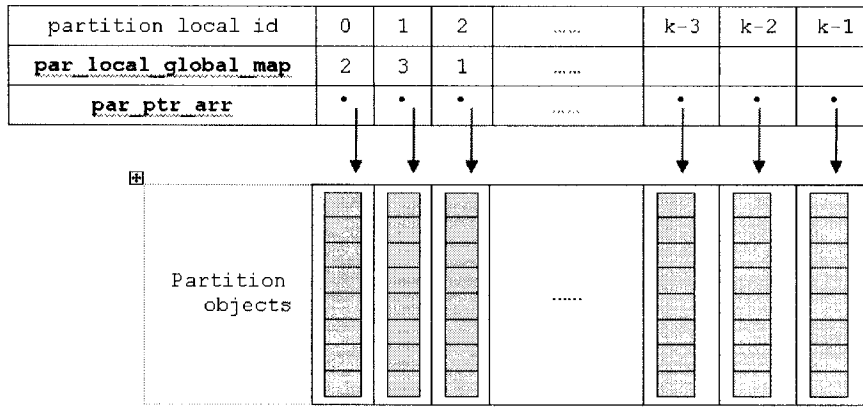 partition local id 0 1 2 …… k-3 k-2 k-1
par_local_global_map 2 3 1 ……
par_ptr_arr • • • …… • • •
Partition
objects
……